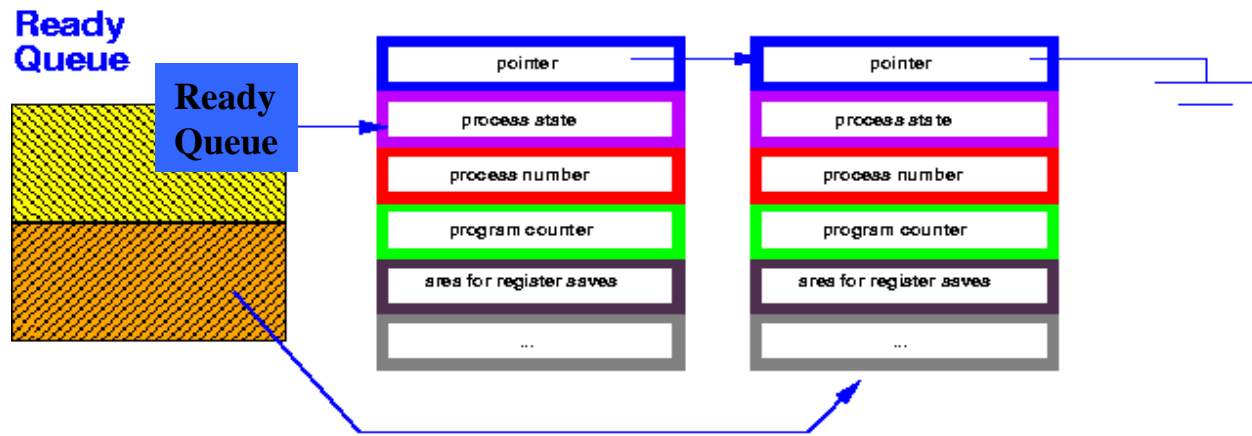 Ready
Queue
Ready
Queue
pointer
process state
process number
program counter
area for register saves
...
pointer
process state
process number
program counter
area for register saves
...